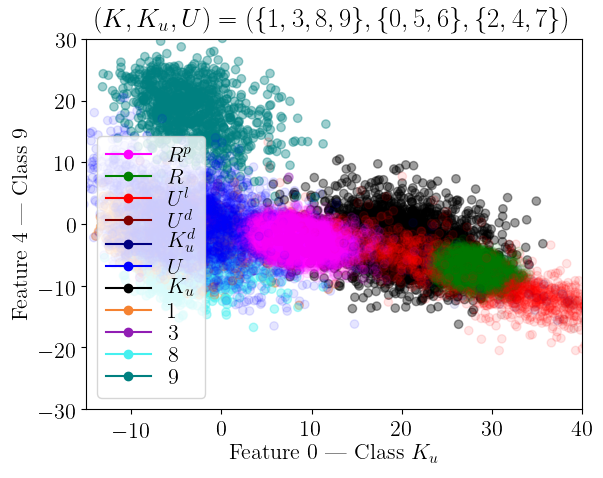 (K, K_u, U) = ({1, 3, 8, 9}, {0, 5, 6}, {2, 4, 7})
30
20
10
0
−10
−20
−30
Feature 4 — Class 9
R^p
R
U^l
U^d
K_u^d
U
K_u
1
3
8
9
−10
0
10
20
30
40
Feature 0 — Class K_u